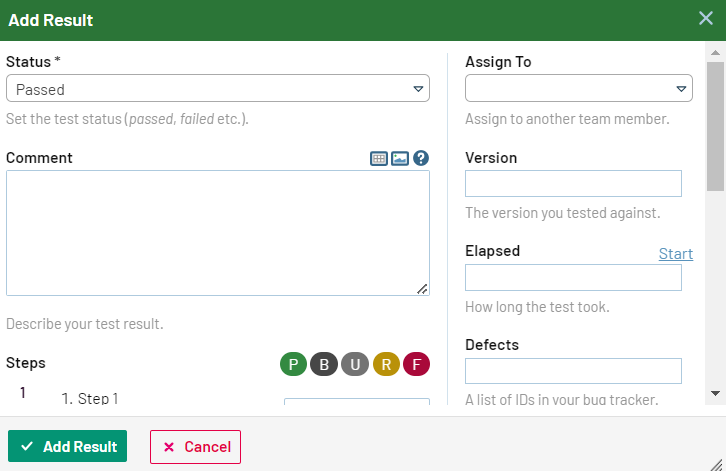 Add Result
Status *
Passed
Set the test status (passed, failed etc.).
Comment
?
Describe your test result.
Steps
P B U R F
1
1. Step 1
Assign To
Assign to another team member.
Version
The version you tested against.
Elapsed
Start
How long the test took.
Defects
A list of IDs in your bug tracker.
Add Result
Cancel